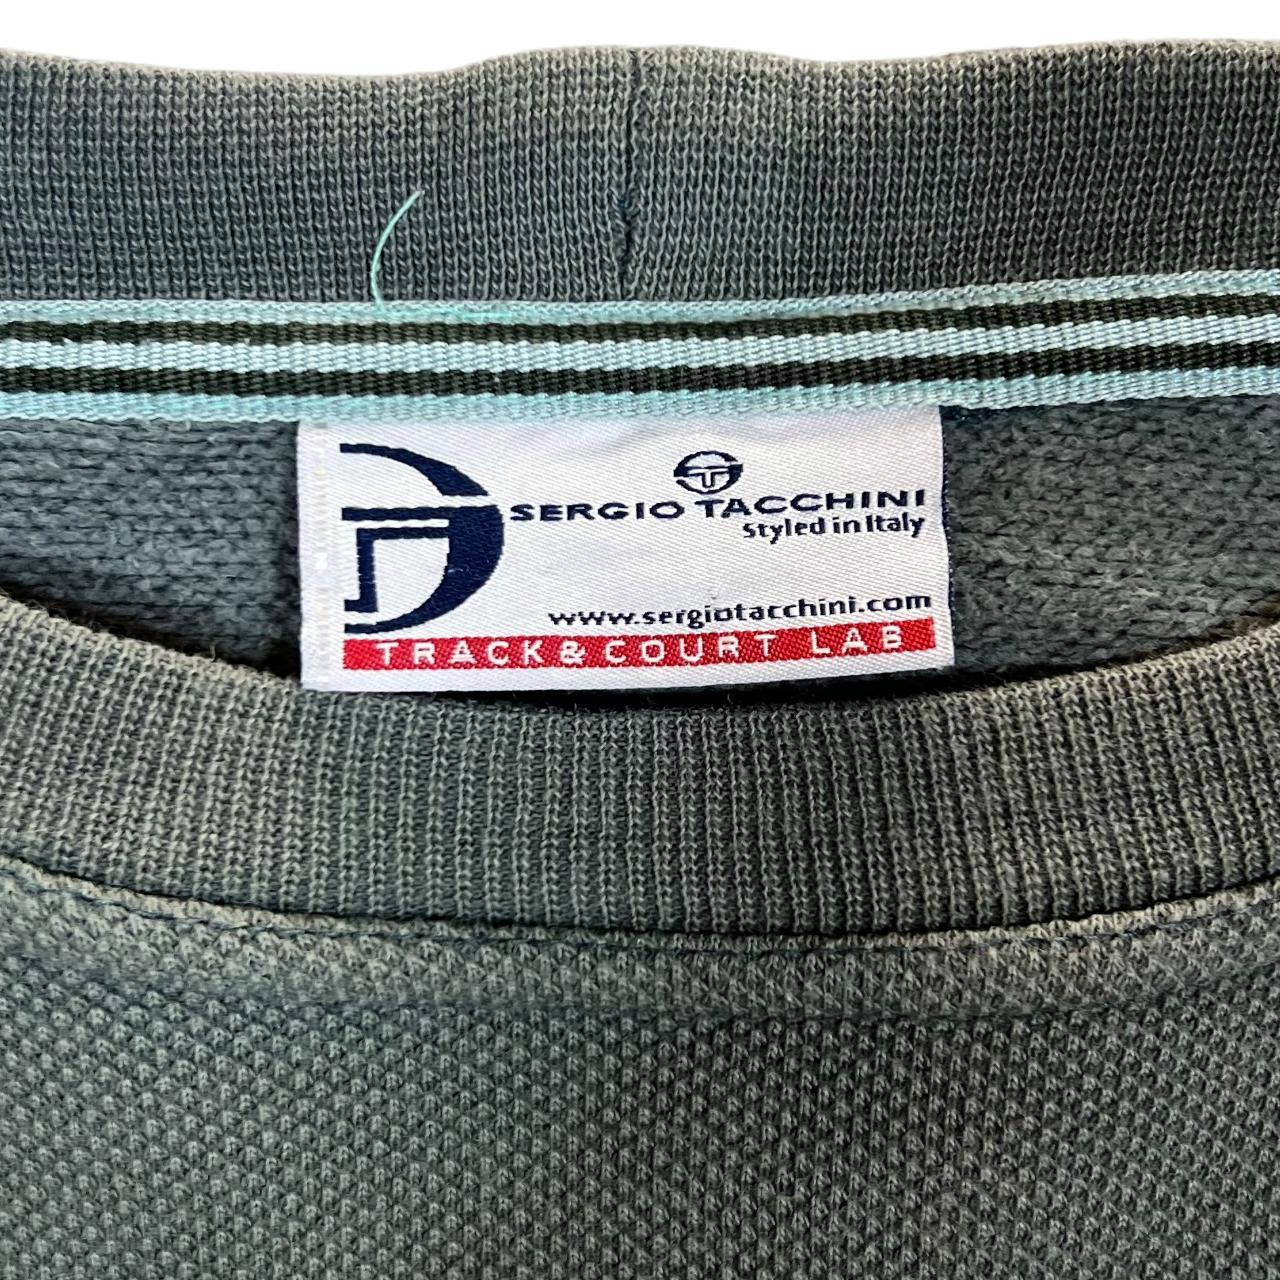 SERGIO TACCHINI
Styled in Italy
www.sergiotacchini.com
TRACK&COURT LAB